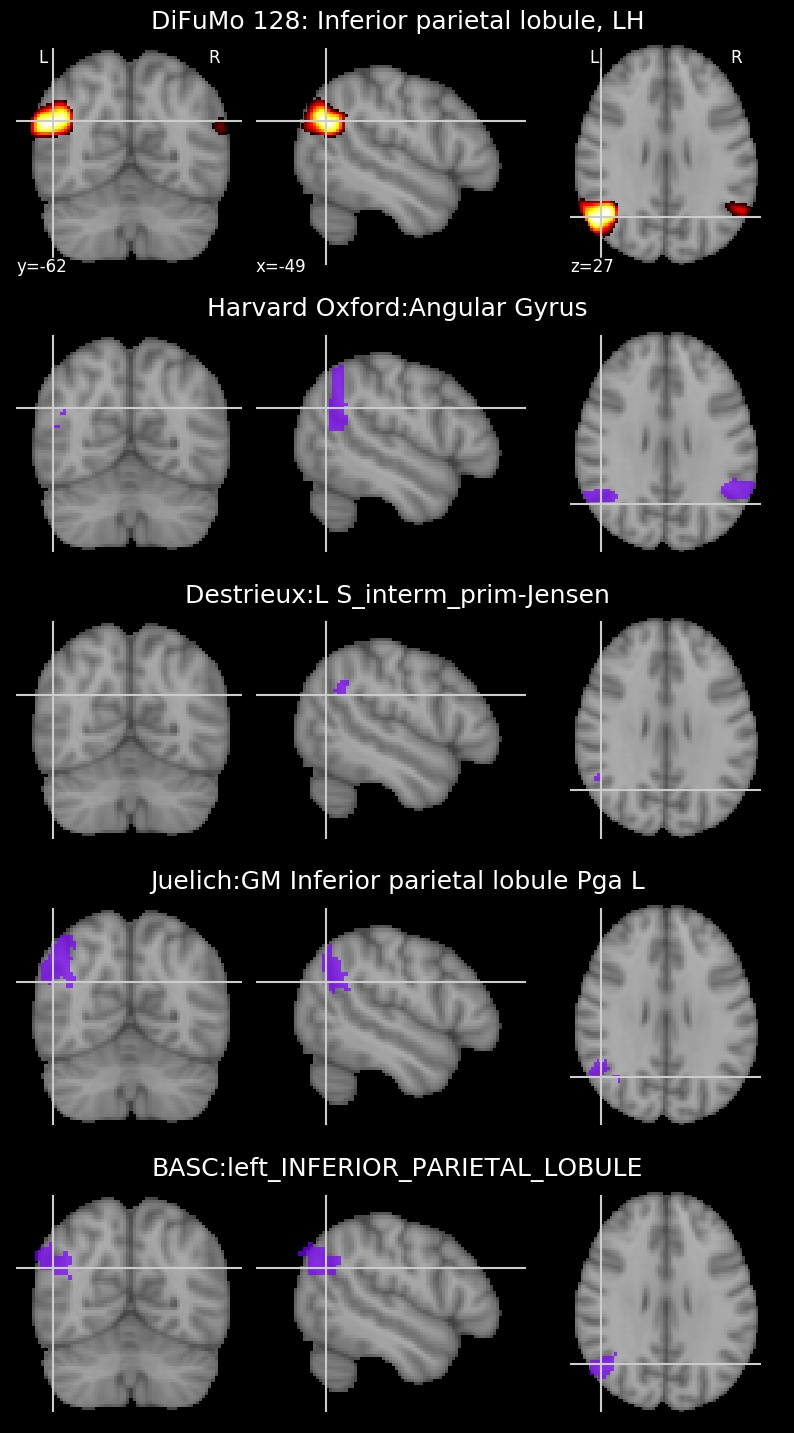 DiFuMo 128: Inferior parietal lobule, LH
L R L R
y=-62 x=-49 z=27
Harvard Oxford:Angular Gyrus
Destrieux:L S_interm_prim-Jensen
Juelich:GM Inferior parietal lobule Pga L
BASC:left_INFERIOR_PARIETAL_LOBULE